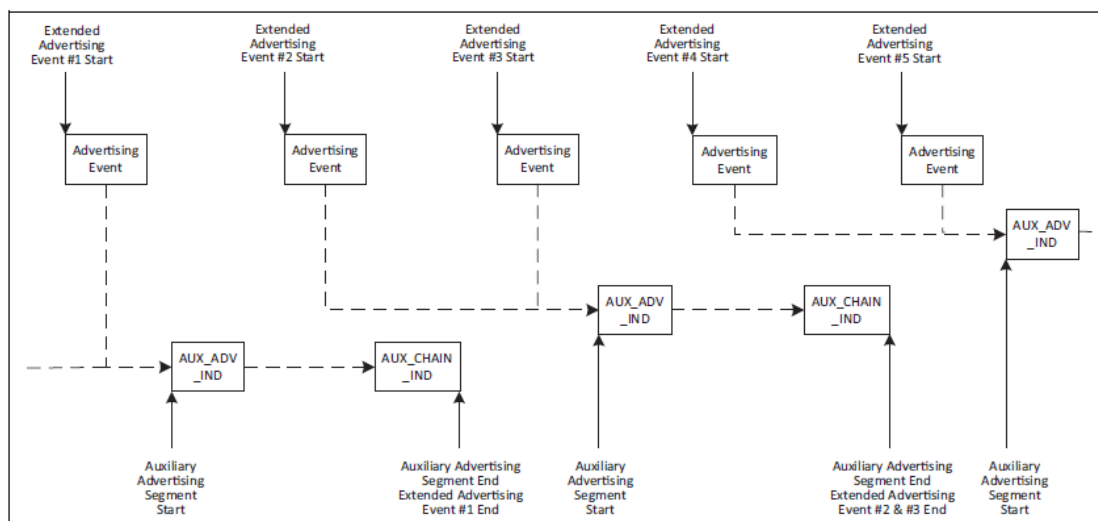 Extended
Advertising
Event #1 Start
Extended
Advertising
Event #2 Start
Extended
Advertising
Event #3 Start
Extended
Advertising
Event #4 Start
Extended
Advertising
Event #5 Start
Advertising
Event
Advertising
Event
Advertising
Event
Advertising
Event
Advertising
Event
AUX_ADV
_IND
AUX_ADV
_IND
AUX_CHAIN
_IND
AUX_ADV
_IND
AUX_CHAIN
_IND
Auxiliary
Advertising
Segment
Start
Auxiliary Advertising
Segment End
Extended Advertising
Event #1 End
Auxiliary
Advertising
Segment
Start
Auxiliary Advertising
Segment End
Extended Advertising
Event #2 & #3 End
Auxiliary
Advertising
Segment
Start